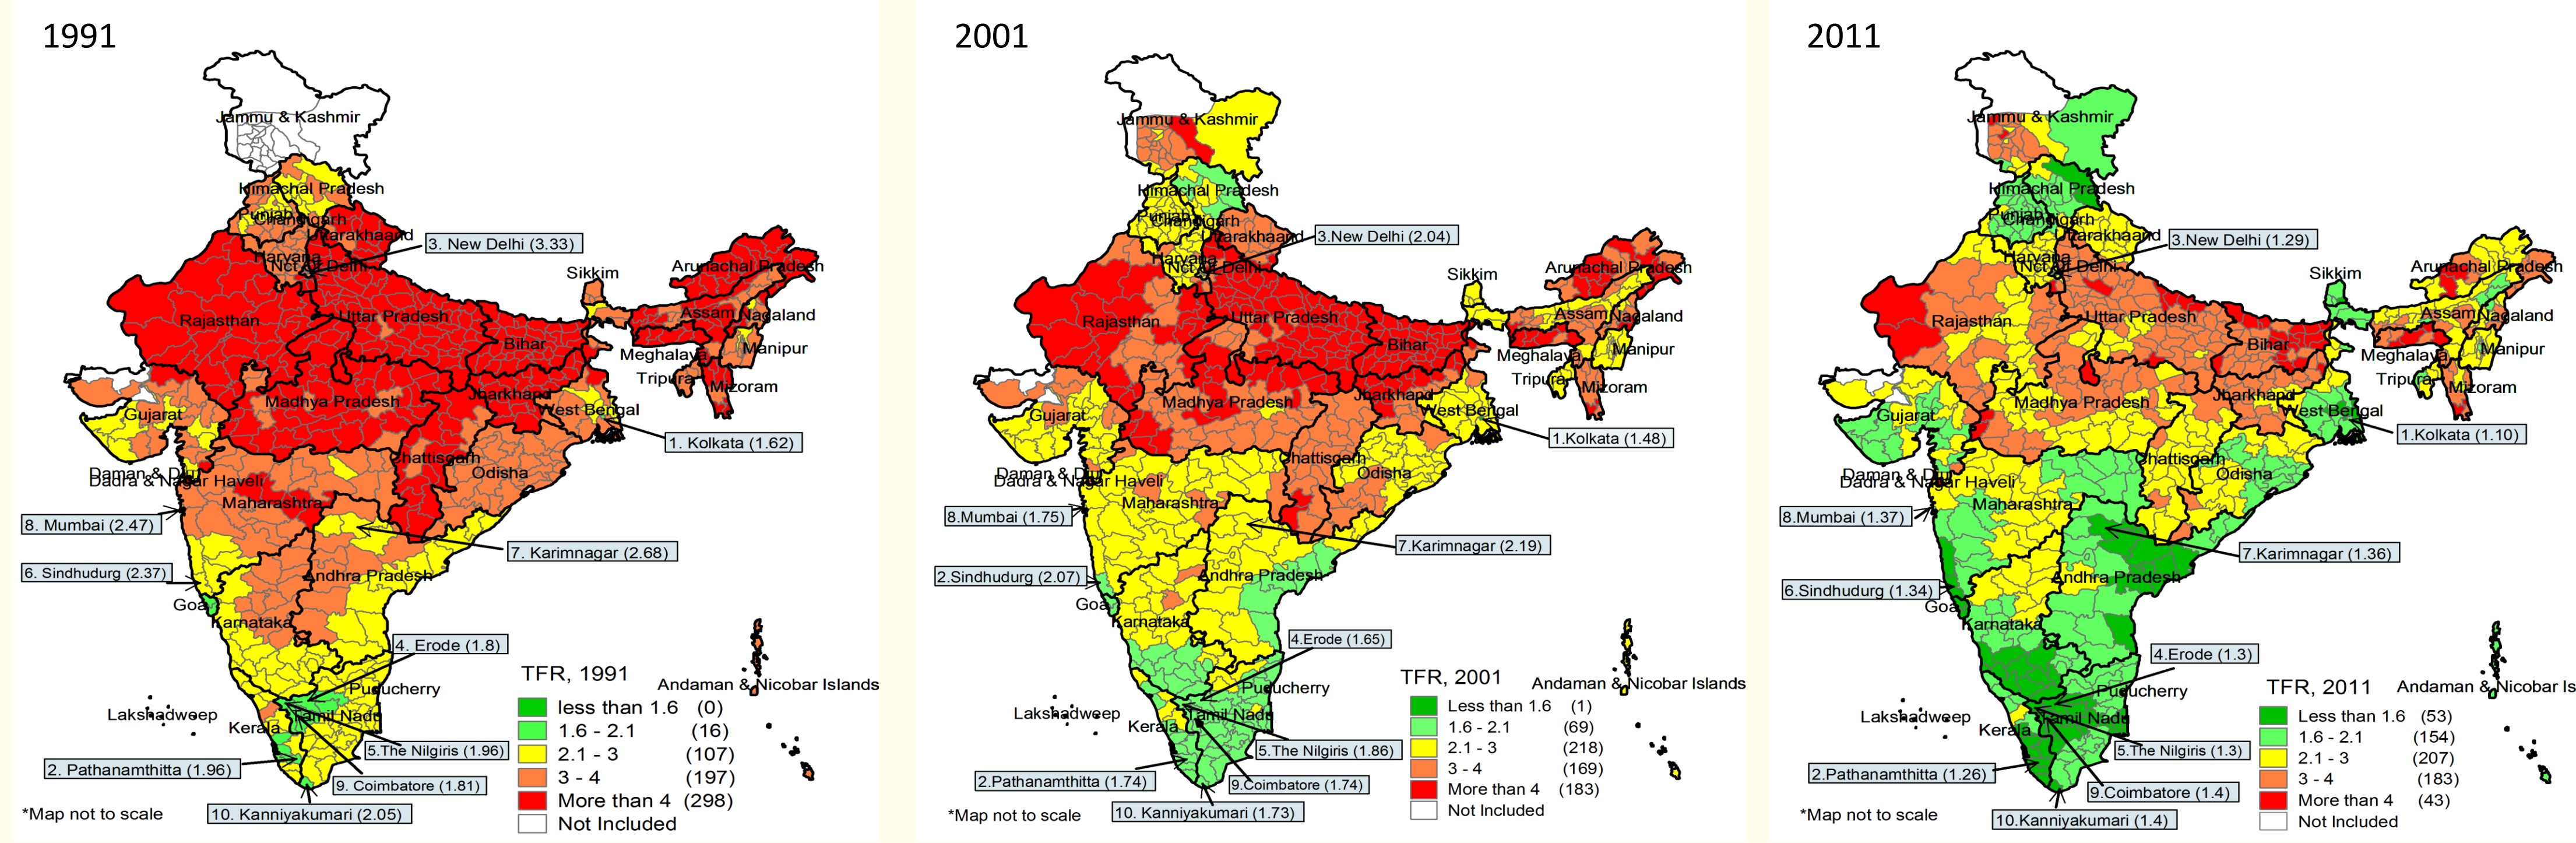 1991
Jammu & Kashmir
Himachal Pradesh
Punjab
Chandigarh
Uttarakhaand
3. New Delhi (3.33)
Haryana
Nct Of Delhi
Sikkim
Arunachal Pradesh
Rajasthan
Uttar Pradesh
Assam
Nagaland
Bihar
Meghalaya
Manipur
Tripura
Mizoram
Gujarat
Madhya Pradesh
Jharkhand
West Bengal
1. Kolkata (1.62)
Chattisgarh
Odisha
Daman & Diu
Dadra & Nagar Haveli
Maharashtra
8. Mumbai (2.47)
7. Karimnagar (2.68)
6. Sindhudurg (2.37)
Andhra Pradesh
Goa
Karnataka
4. Erode (1.8)
Puducherry
Lakshadweep
Kerala
Tamil Nadu
Andaman & Nicobar Islands
5.The Nilgiris (1.96)
2. Pathanamthitta (1.96)
9. Coimbatore (1.81)
10. Kanniyakumari (2.05)
*Map not to scale
TFR, 1991
less than 1.6 (0)
1.6 - 2.1 (16)
2.1 - 3 (107)
3 - 4 (197)
More than 4 (298)
Not Included
2001
Jammu & Kashmir
Himachal Pradesh
Punjab
Chandigarh
Uttarakhaand
3.New Delhi (2.04)
Haryana
Nct Of Delhi
Sikkim
Arunachal Pradesh
Rajasthan
Uttar Pradesh
Assam
Nagaland
Bihar
Meghalaya
Manipur
Tripura
Mizoram
Gujarat
Madhya Pradesh
Jharkhand
West Bengal
1.Kolkata (1.48)
Chattisgarh
Odisha
Daman & Diu
Dadra & Nagar Haveli
Maharashtra
8.Mumbai (1.75)
7.Karimnagar (2.19)
2.Sindhudurg (2.07)
Andhra Pradesh
Goa
Karnataka
4.Erode (1.65)
Puducherry
Lakshadweep
Kerala
Tamil Nadu
Andaman & Nicobar Islands
5.The Nilgiris (1.86)
2.Pathanamthitta (1.74)
9.Coimbatore (1.74)
10. Kanniyakumari (1.73)
*Map not to scale
TFR, 2001
Less than 1.6 (1)
1.6 - 2.1 (69)
2.1 - 3 (218)
3 - 4 (169)
More than 4 (183)
Not Included
2011
Jammu & Kashmir
Himachal Pradesh
Punjab
Chandigarh
Uttarakhaand
3.New Delhi (1.29)
Haryana
Nct Of Delhi
Sikkim
Arunachal Pradesh
Rajasthan
Uttar Pradesh
Assam
Nagaland
Bihar
Meghalaya
Manipur
Tripura
Mizoram
Gujarat
Madhya Pradesh
Jharkhand
West Bengal
1.Kolkata (1.10)
Chattisgarh
Odisha
Daman & Diu
Dadra & Nagar Haveli
Maharashtra
8.Mumbai (1.37)
7.Karimnagar (1.36)
6.Sindhudurg (1.34)
Andhra Pradesh
Goa
Karnataka
4.Erode (1.3)
Puducherry
Lakshadweep
Kerala
Tamil Nadu
Andaman & Nicobar Is
5.The Nilgiris (1.3)
2.Pathanamthitta (1.26)
9.Coimbatore (1.4)
10.Kanniyakumari (1.4)
*Map not to scale
TFR, 2011
Less than 1.6 (53)
1.6 - 2.1 (154)
2.1 - 3 (207)
3 - 4 (183)
More than 4 (43)
Not Included